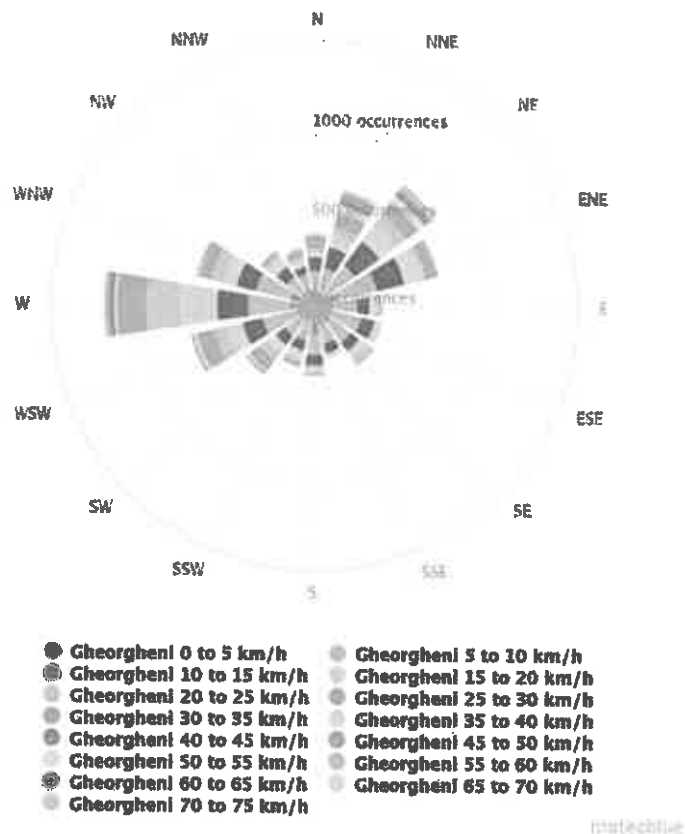 N
NNW NNE
NW NE
1000 occurrences
WNW ENE
500 occurrences
W E
WSW ESE
SW SE
SSW SSE
S
Gheorgheni 0 to 5 km/h Gheorgheni 5 to 10 km/h
Gheorgheni 10 to 15 km/h Gheorgheni 15 to 20 km/h
Gheorgheni 20 to 25 km/h Gheorgheni 25 to 30 km/h
Gheorgheni 30 to 35 km/h Gheorgheni 35 to 40 km/h
Gheorgheni 40 to 45 km/h Gheorgheni 45 to 50 km/h
Gheorgheni 50 to 55 km/h Gheorgheni 55 to 60 km/h
Gheorgheni 60 to 65 km/h Gheorgheni 65 to 70 km/h
Gheorgheni 70 to 75 km/h
meteoblue